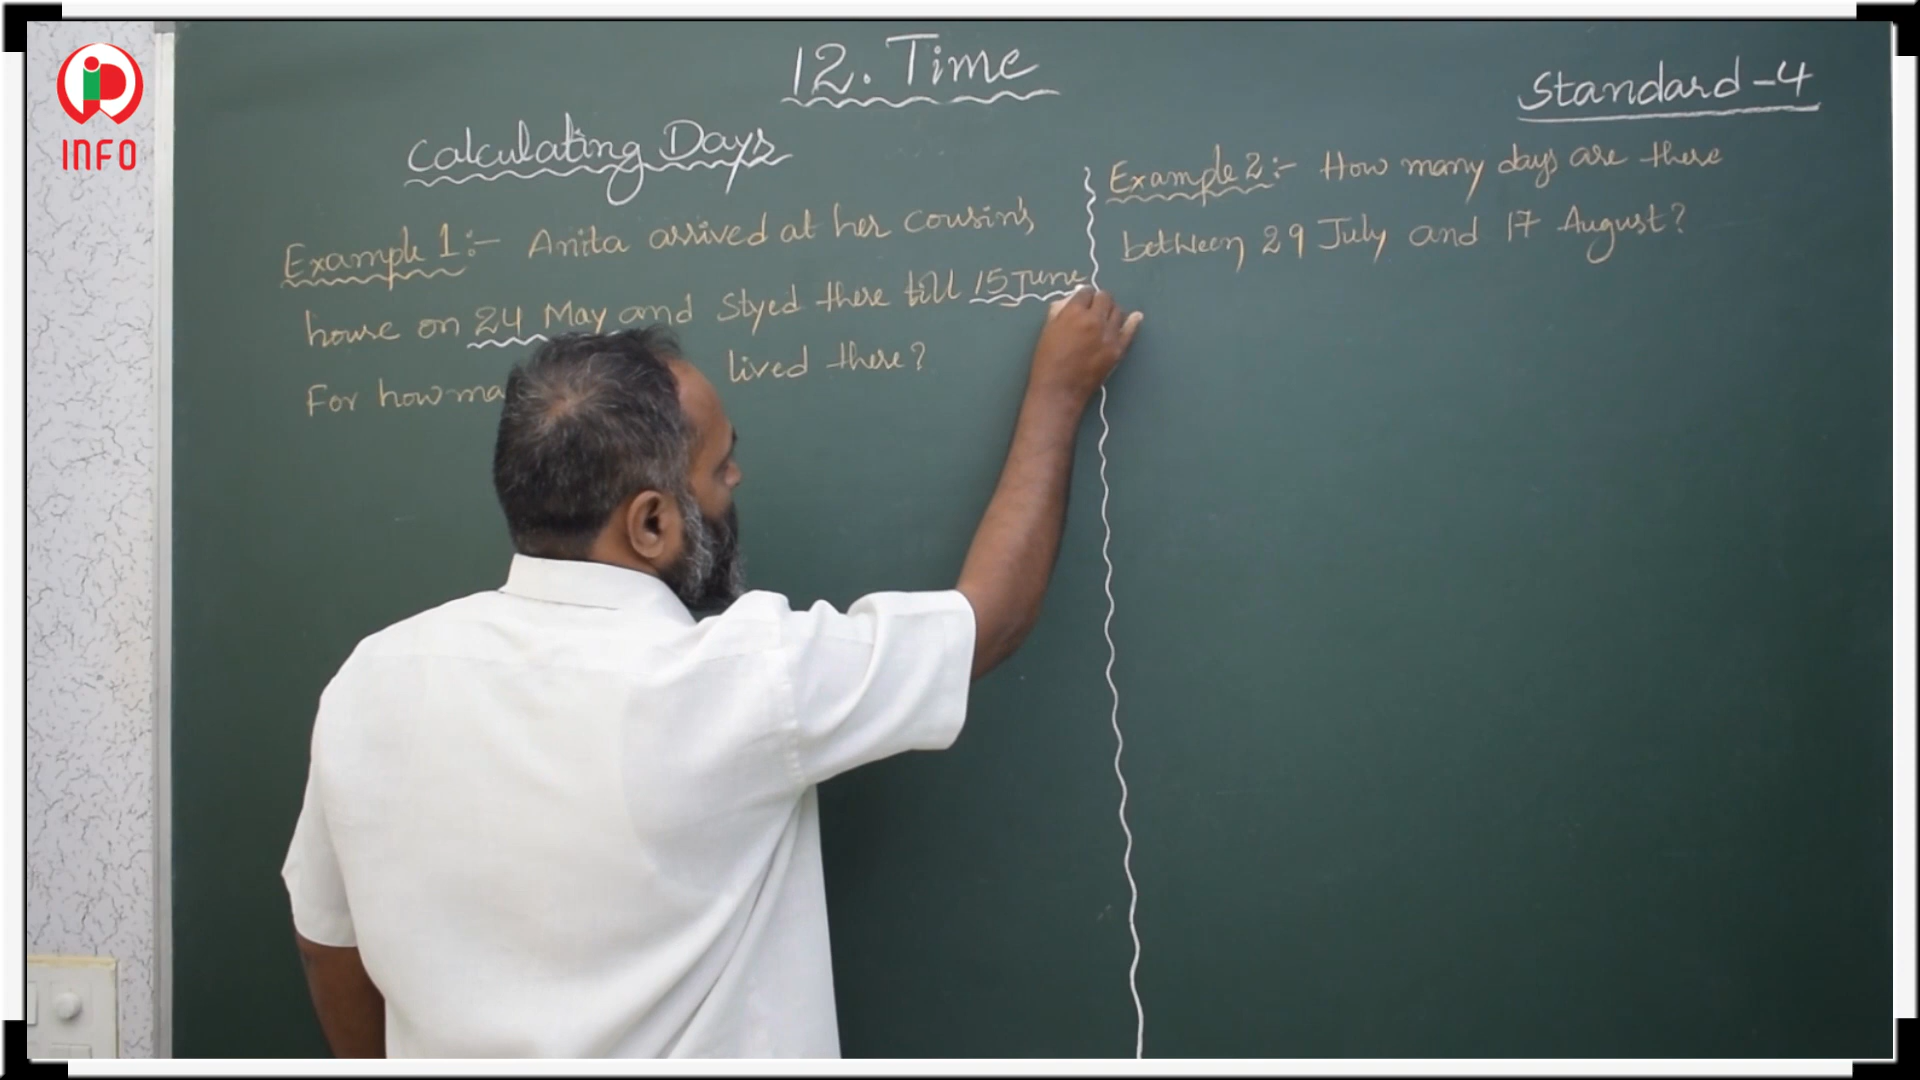 INFO
12. Time
Standard-4
Calculating Days
Example 1:- Anita arrived at her cousin's
house on 24 May and Styed there till 15 June
For how ma
lived there?
Example 2:- How many days are there
between 29 July and 17 August?